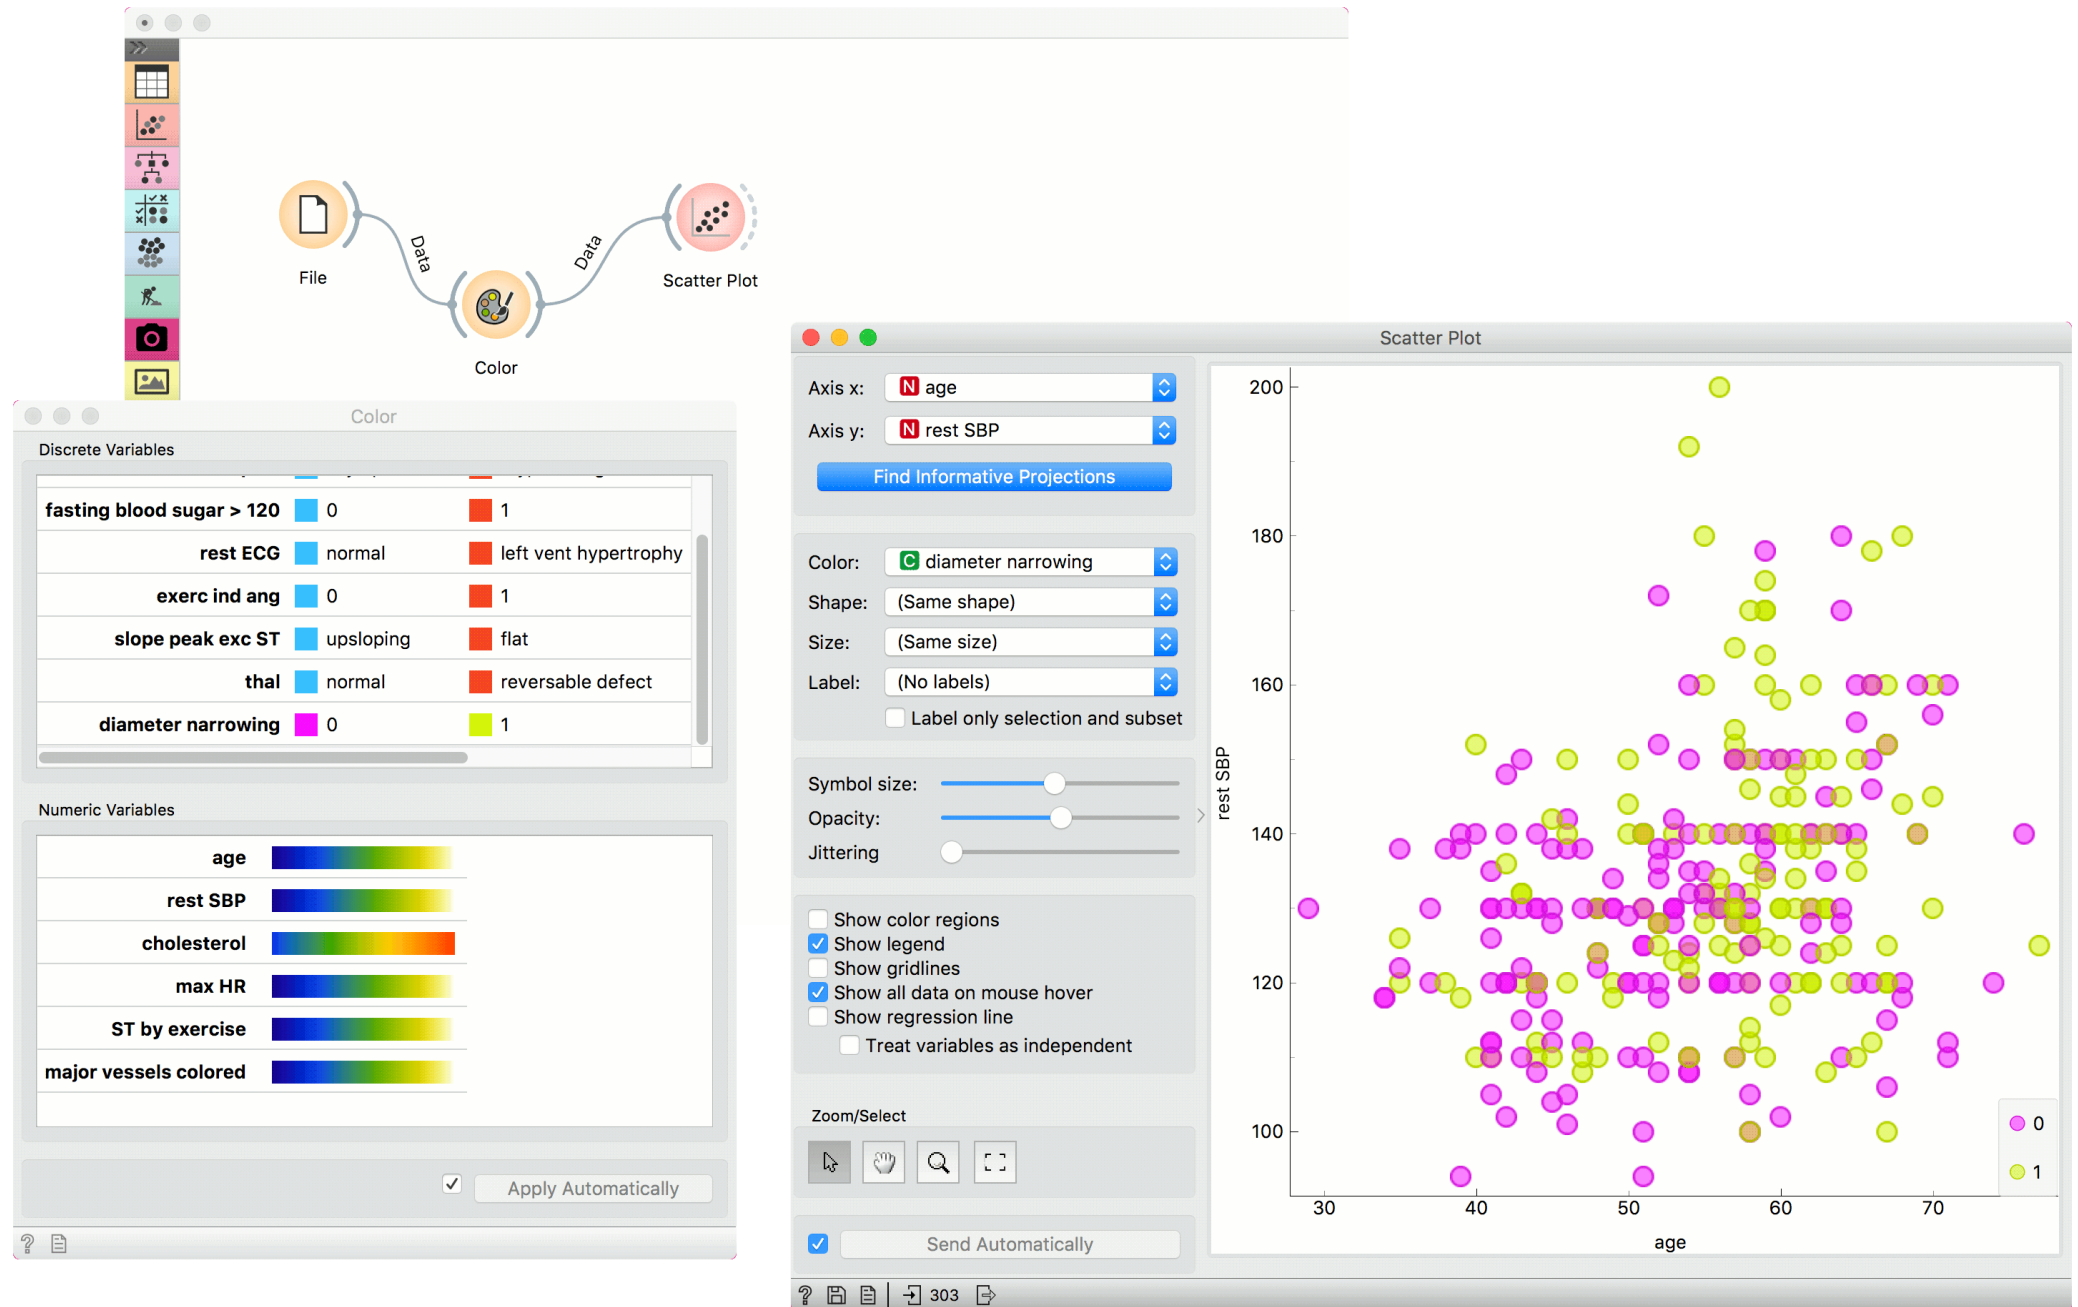 File
Data
Color
Data
Scatter Plot
Color
Discrete Variables
fasting blood sugar > 120 0 1
rest ECG normal left vent hypertrophy
exerc ind ang 0 1
slope peak exc ST upsloping flat
thal normal reversable defect
diameter narrowing 0 1
Numeric Variables
age
rest SBP
cholesterol
max HR
ST by exercise
major vessels colored
Apply Automatically
?
Scatter Plot
Axis x: N age
Axis y: N rest SBP
Find Informative Projections
Color: C diameter narrowing
Shape: (Same shape)
Size: (Same size)
Label: (No labels)
Label only selection and subset
Symbol size:
Opacity:
Jittering
Show color regions
Show legend
Show gridlines
Show all data on mouse hover
Show regression line
Treat variables as independent
Zoom/Select
Send Automatically
? 303
200
180
160
140
120
100
rest SBP
30 40 50 60 70
age
0
1